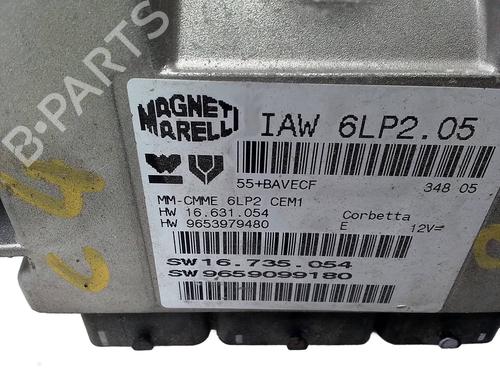 B-PARTS
MAGNETI MARELLI
IAW 6LP2.05
55+BAVECF 348 05
MM-CMME 6LP2 CEM1
HW 16.631.054 Corbetta
HW 9653979480 E 12V=
SW16.735.054
SW9659099180
C4